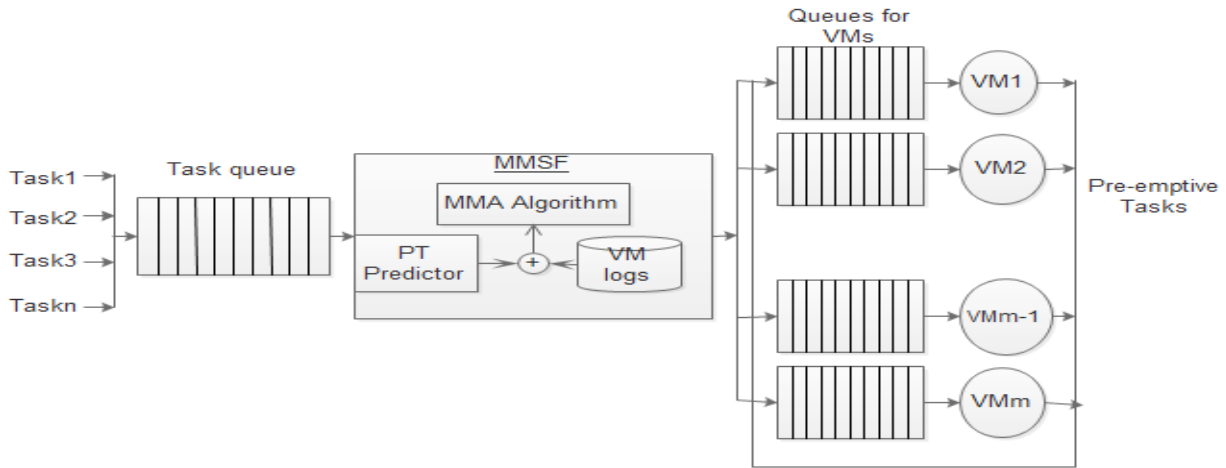 Task1
Task2
Task3
Taskn
Task queue
MMSF
MMA Algorithm
PT
Predictor
+
VM
logs
Queues for
VMs
VM1
VM2
VMm-1
VMm
Pre-emptive
Tasks